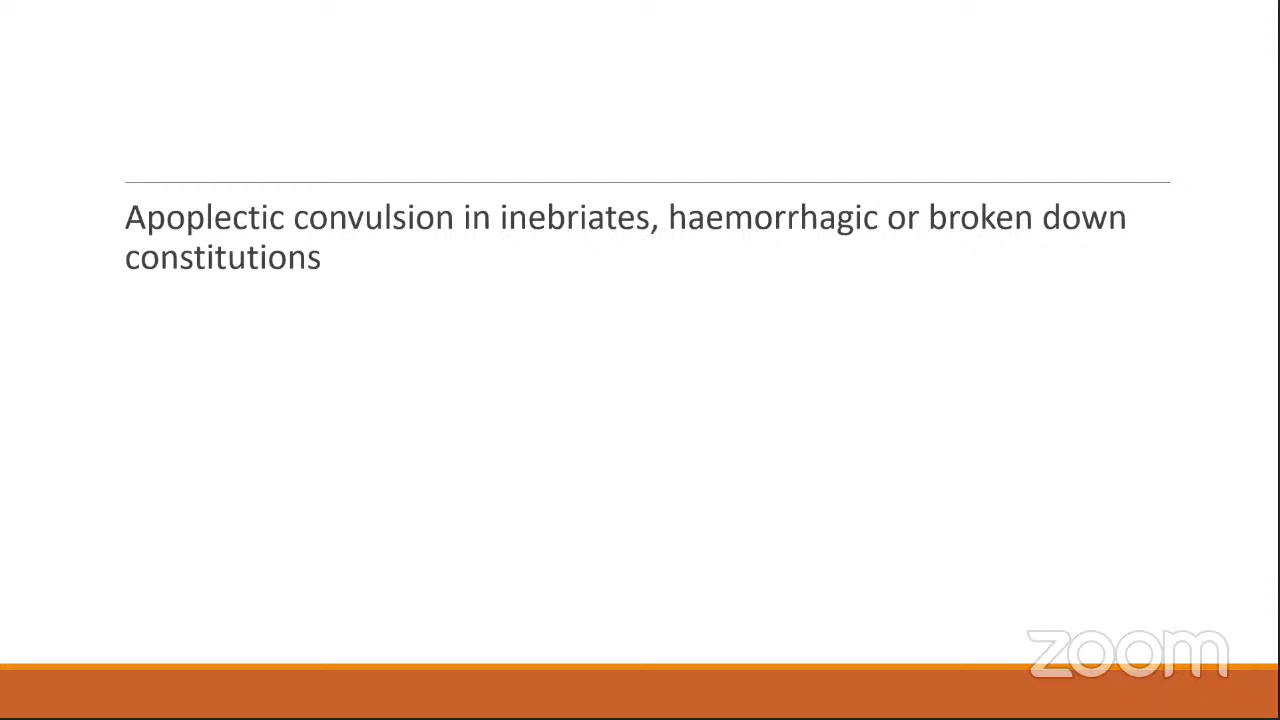 Apoplectic convulsion in inebriates, haemorrhagic or broken down
constitutions
zoom